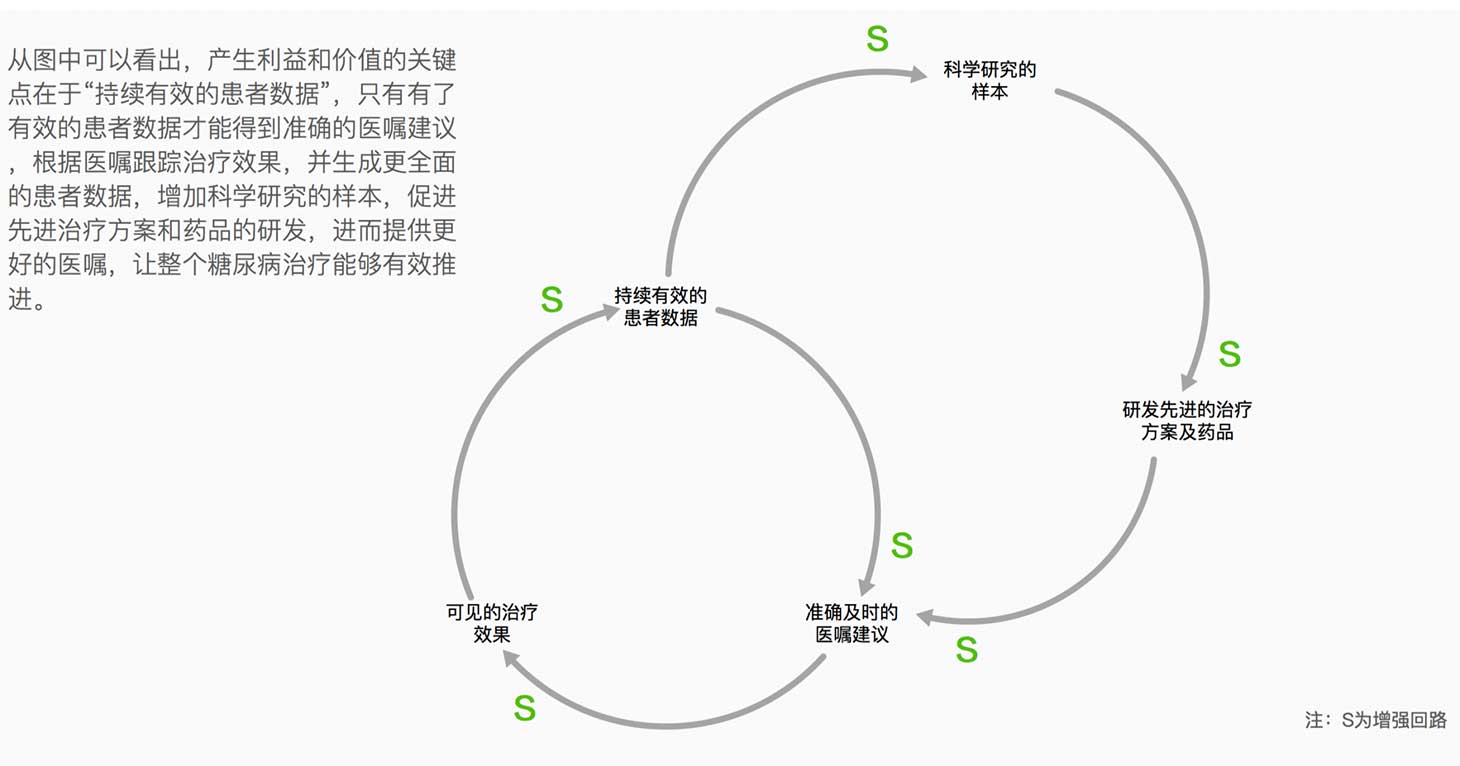 从图中可以看出，产生利益和价值的关键
点在于“持续有效的患者数据”，只有有了
有效的患者数据才能得到准确的医嘱建议
，根据医嘱跟踪治疗效果，并生成更全面
的患者数据，增加科学研究的样本，促进
先进治疗方案和药品的研发，进而提供更
好的医嘱，让整个糖尿病治疗能够有效推
进。
S
科学研究的
样本
S
持续有效的
患者数据
S
研发先进的治疗
方案及药品
S
可见的治疗
效果
准确及时的
医嘱建议
S
S
注：S为增强回路